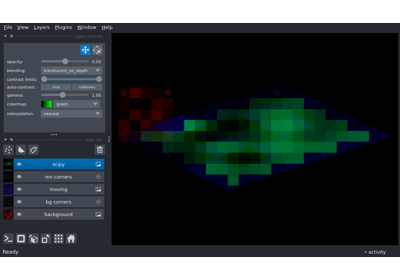 File View Layers Plugins Window Help
opacity: 0.50
blending: translucent_no_depth
contrast limits:
auto-contrast: once continuous
gamma: 1.00
colormap: green
interpolation: nearest
scipy
mv corners
moving
bg corners
background
Ready
activity